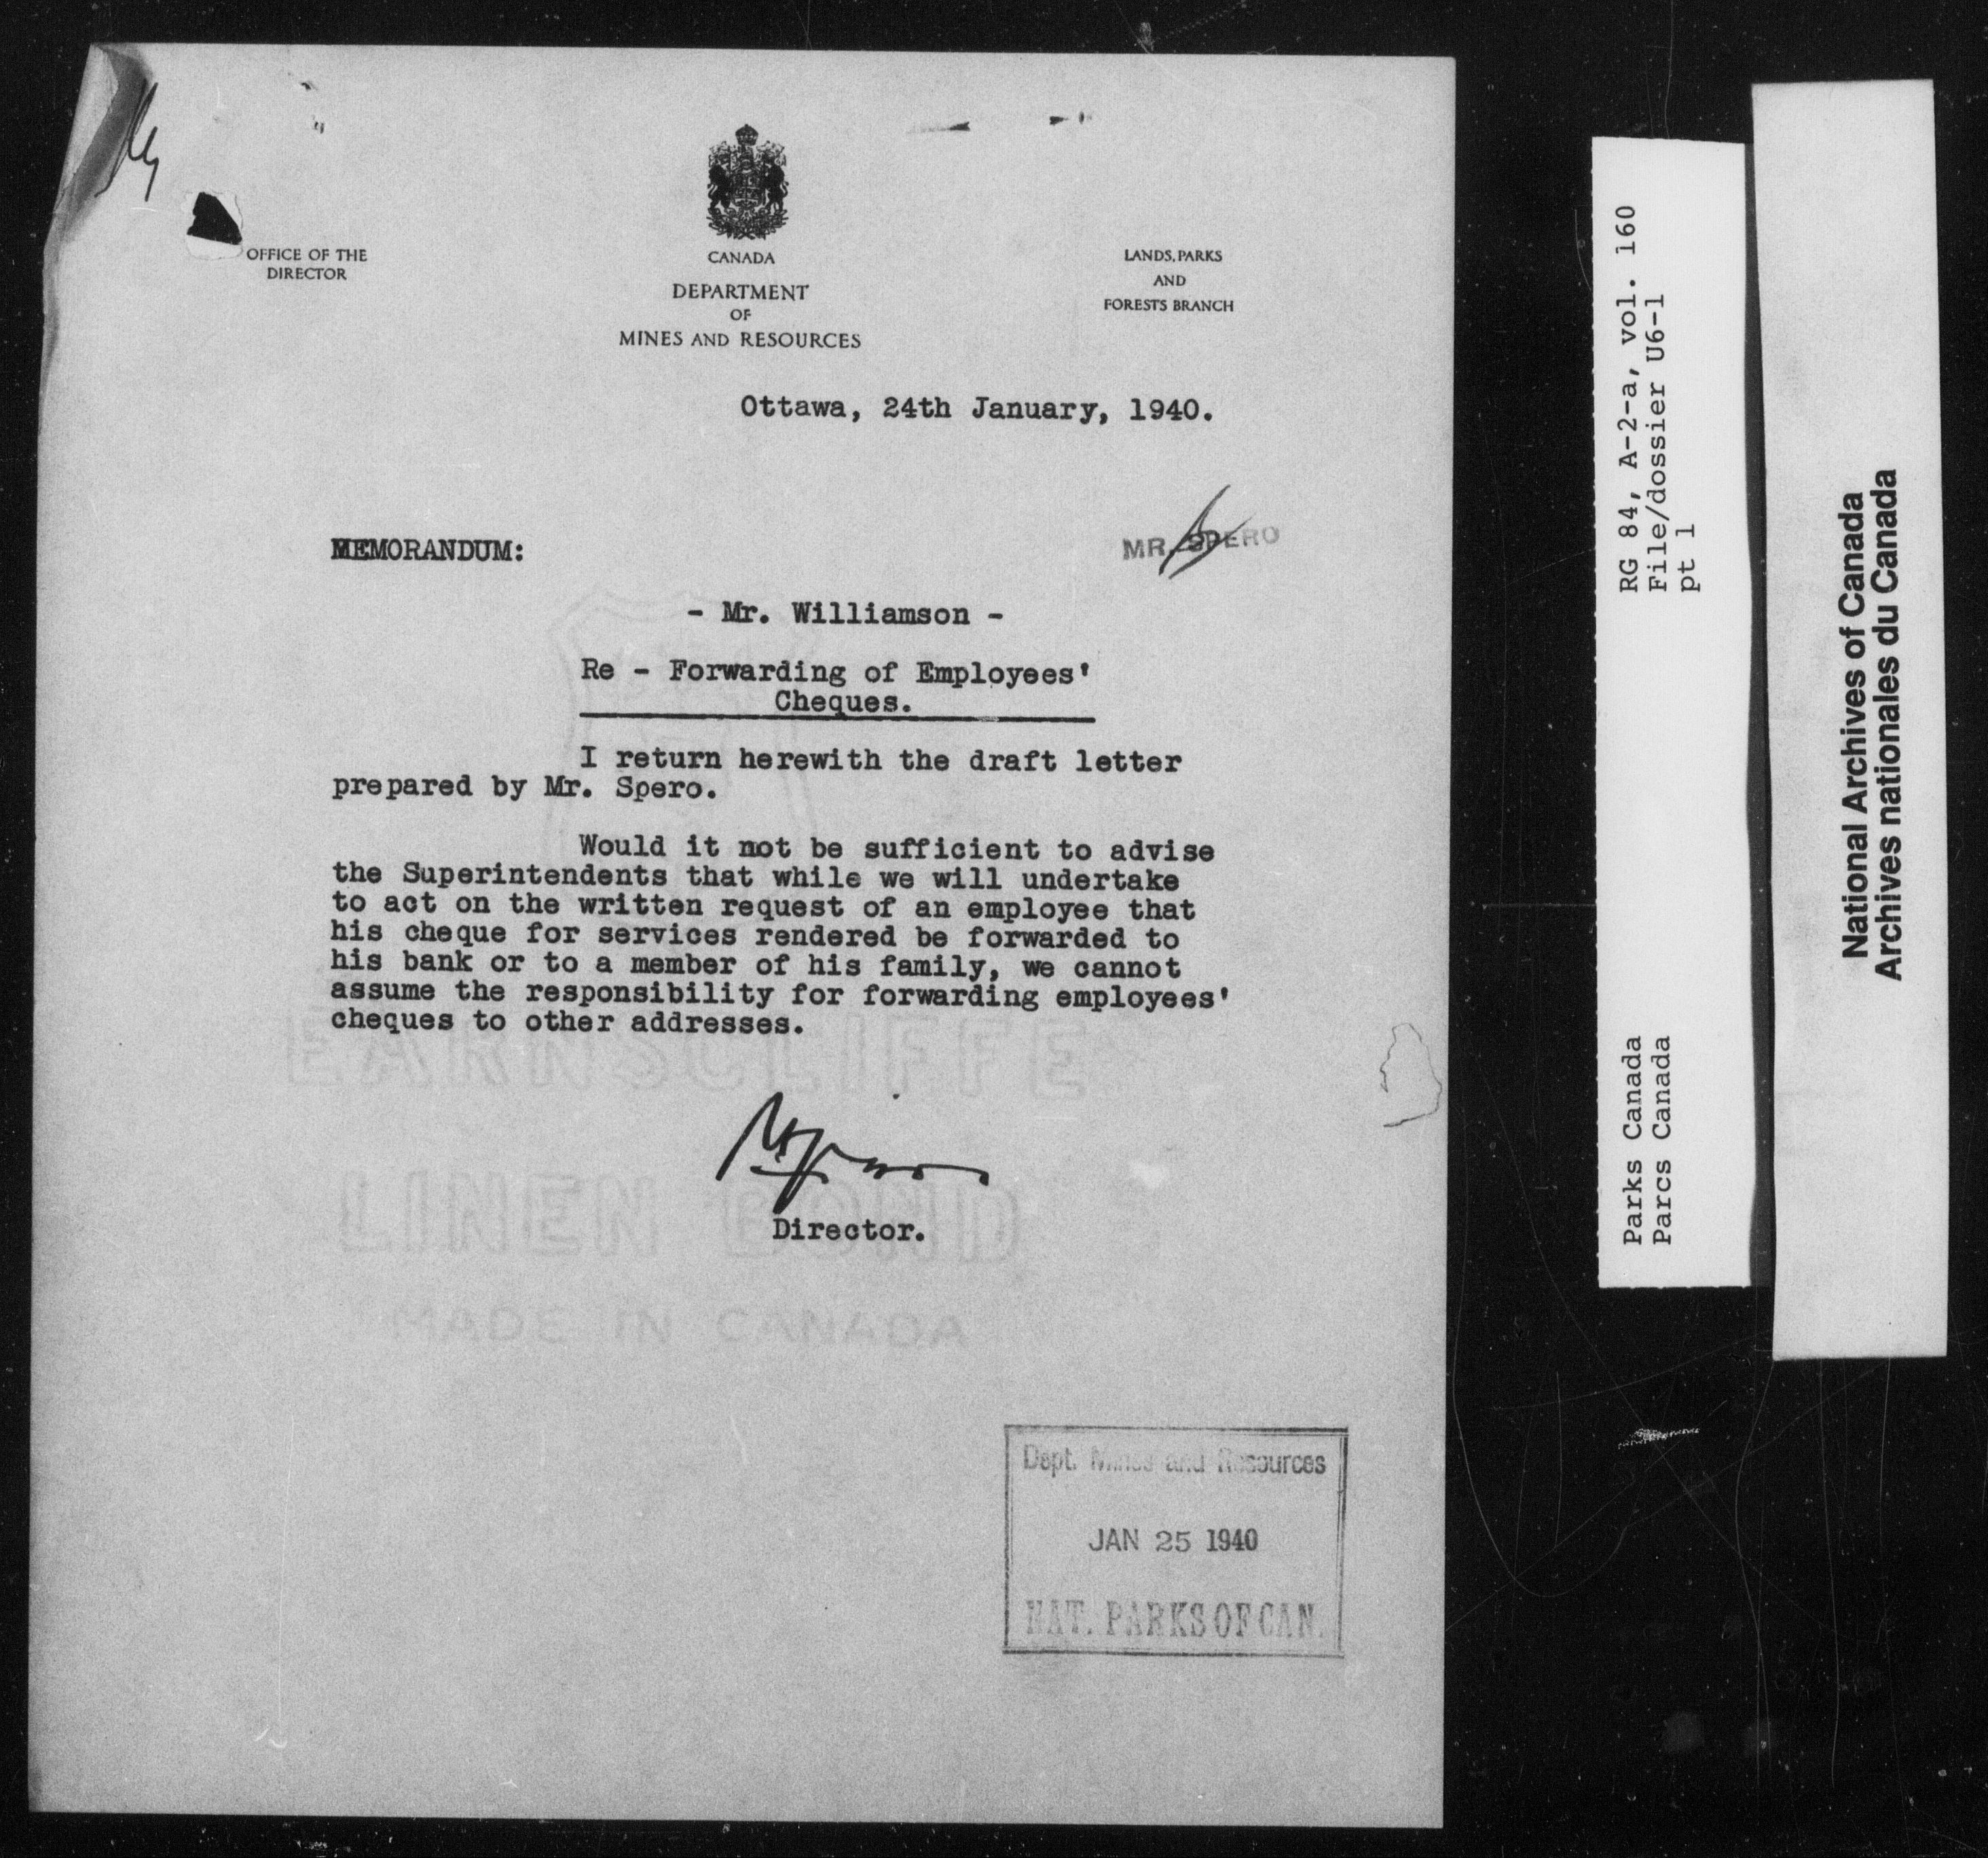 OFFICE OF THE
DIRECTOR
CANADA
DEPARTMENT
OF
MINES AND RESOURCES
LANDS, PARKS
AND
FORESTS BRANCH
Ottawa, 24th January, 1940.
MEMORANDUM:
MR. SPERO
- Mr. Williamson -
Re - Forwarding of Employees'
Cheques.
I return herewith the draft letter
prepared by Mr. Spero.
Would it not be sufficient to advise
the Superintendents that while we will undertake
to act on the written request of an employee that
his cheque for services rendered be forwarded to
his bank or to a member of his family, we cannot
assume the responsibility for forwarding employees'
cheques to other addresses.
EARNSCLIFFE
LINEN BOND
MADE IN CANADA
Director.
Dept. Mines and Resources
JAN 25 1940
NAT. PARKS OF CAN.
RG 84, A-2-a, vol. 160
File/dossier U6-1
pt 1
Parks Canada
Parcs Canada
National Archives of Canada
Archives nationales du Canada